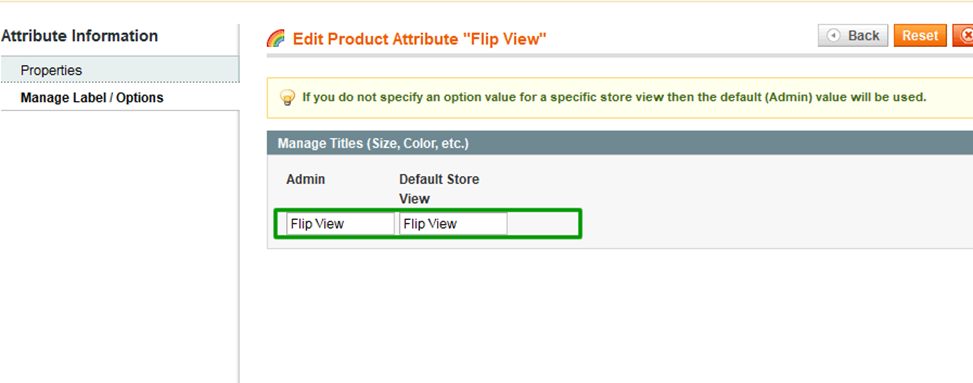 Attribute Information
Properties
Manage Label / Options
Edit Product Attribute "Flip View"
Back
Reset
If you do not specify an option value for a specific store view then the default (Admin) value will be used.
Manage Titles (Size, Color, etc.)
Admin
Default Store
View
Flip View
Flip View